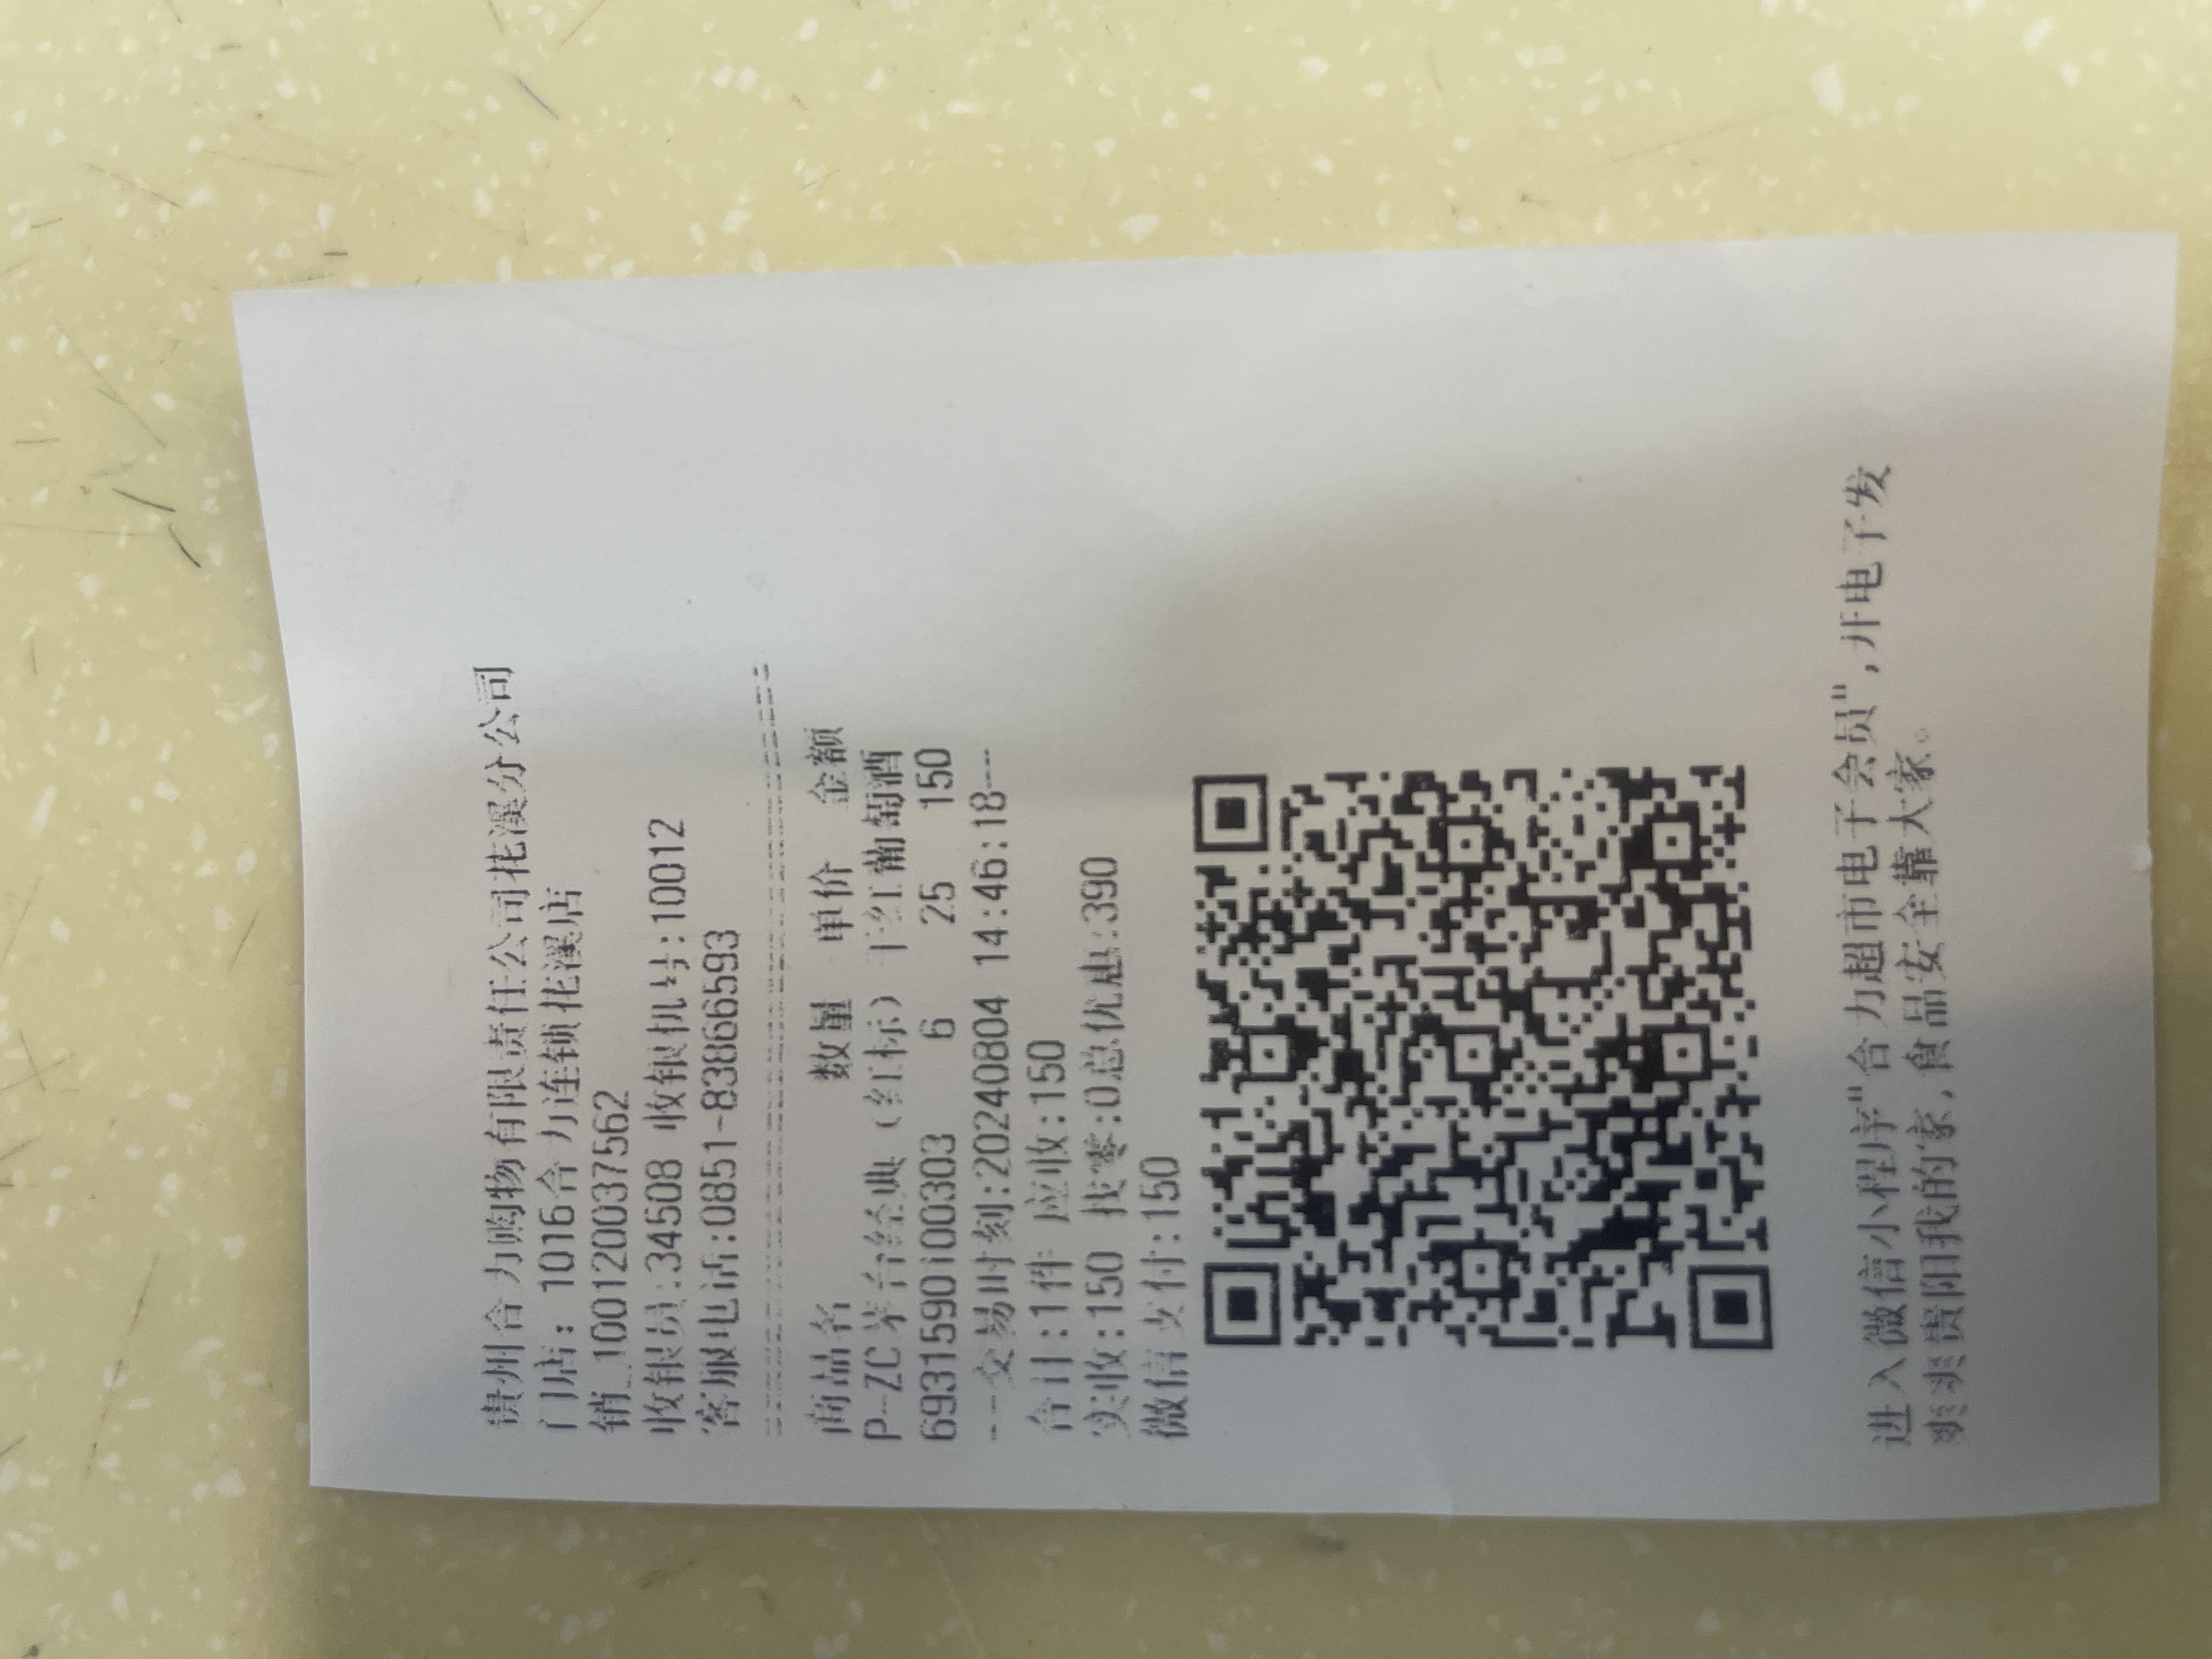 贵州合力购物有限责任公司花溪分公司
门店: 1016合力连锁花溪店
销_100120037562
收银员:34508 收银机号:10012
客服电话:0851-83866593
商品名 数量 单价 金额
P-ZC茅台经典（红标）干红葡萄酒
6931590100303 6 25 150
---交易时刻:20240804 14:46:18---
合计:1件 应收:150
实收:150 找零:0总优惠:390
微信支付:150
进入微信小程序"合力超市电子会员",开电子发
爽爽贵阳我的家,食品安全靠大家。